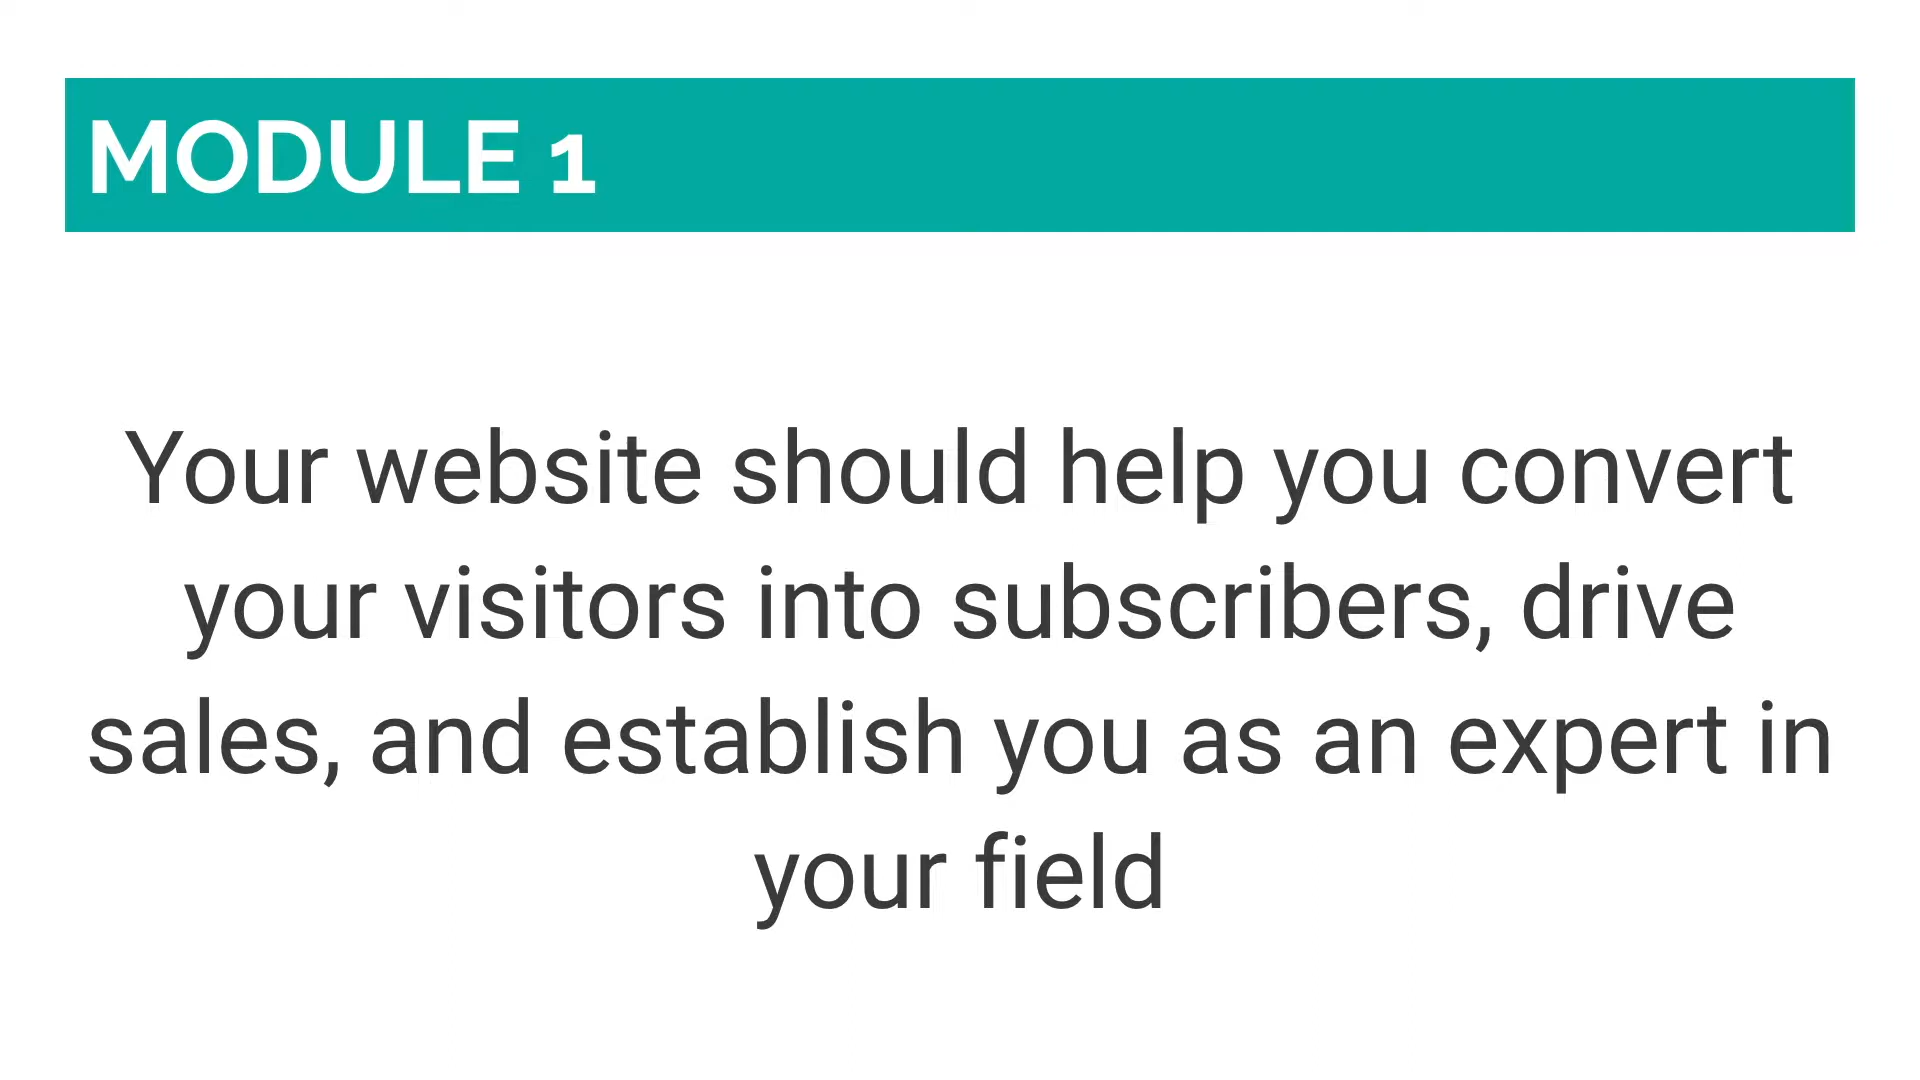 MODULE 1
Your website should help you convert
your visitors into subscribers, drive
sales, and establish you as an expert in
your field